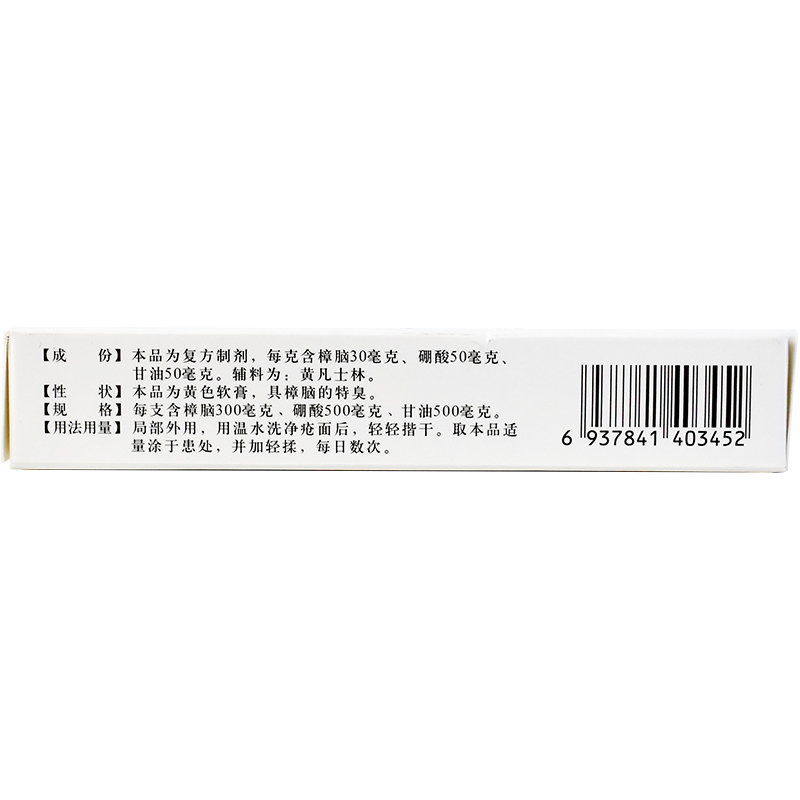 【成　份】本品为复方制剂，每克含樟脑30毫克、硼酸50毫克、
甘油50毫克。辅料为：黄凡士林。
【性　状】本品为黄色软膏，具樟脑的特臭。
【规　格】每支含樟脑300毫克、硼酸500毫克、甘油500毫克。
【用法用量】局部外用，用温水洗净疮面后，轻轻揩干。取本品适
量涂于患处，并加轻揉，每日数次。
6 937841 403452